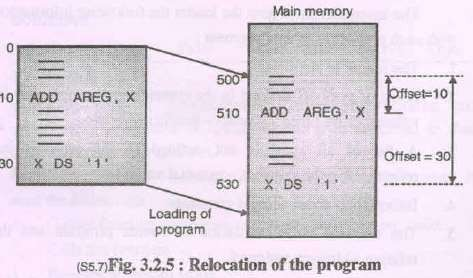 Main memory
0
500
Offset=10
10 ADD AREG, X
510 ADD AREG, X
Offset = 30
30 X DS '1'
530 X DS '1'
Loading of
program
(S5.7)Fig. 3.2.5 : Relocation of the program